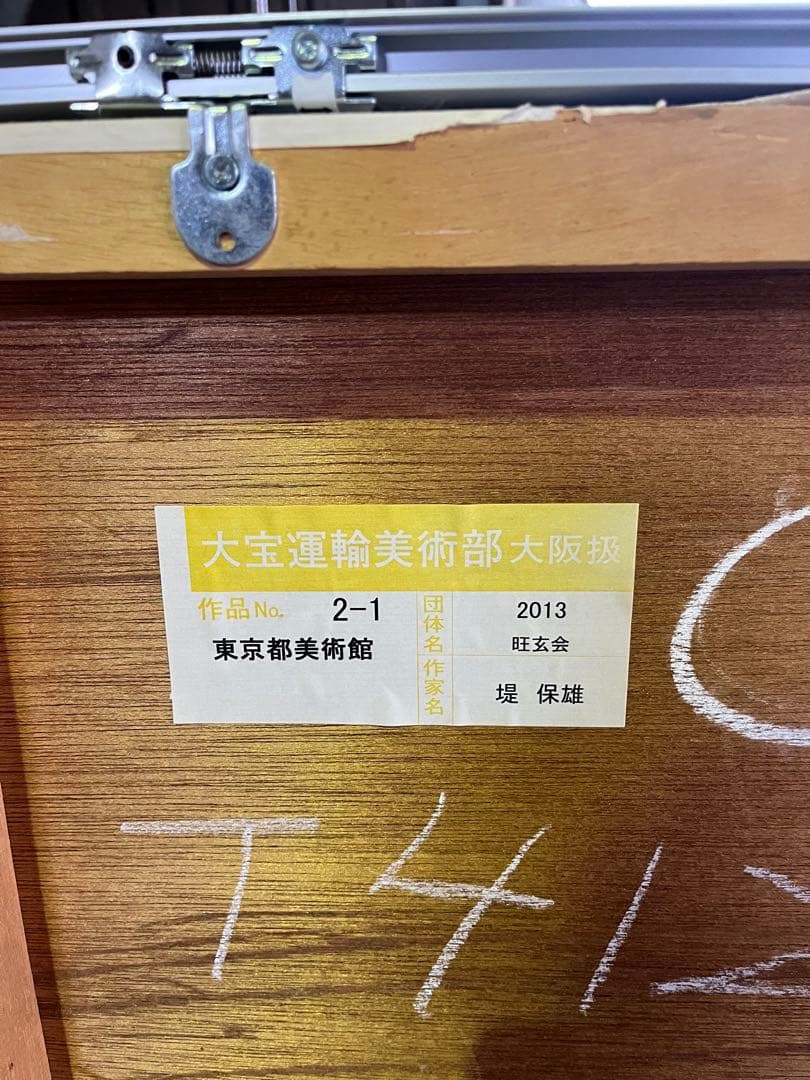 大宝運輸美術部 大阪扱
作品No. 2-1
東京都美術館
団体名 2013
旺玄会
作家名 堤 保雄
T412